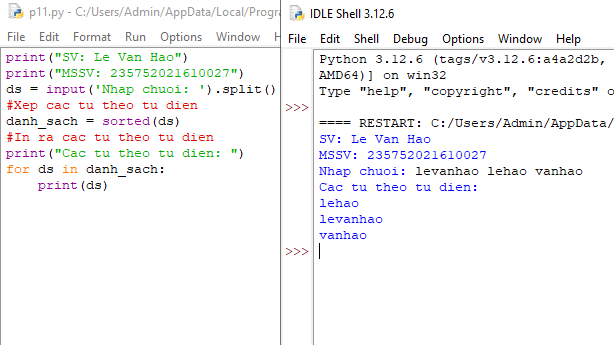 p11.py - C:/Users/Admin/AppData/Local/Progra
File Edit Format Run Options Window H
print("SV: Le Van Hao")
print("MSSV: 235752021610027")
ds = input('Nhap chuoi: ').split()
#Xep cac tu theo tu dien
danh_sach = sorted(ds)
#In ra cac tu theo tu dien
print("Cac tu theo tu dien: ")
for ds in danh_sach:
    print(ds)
IDLE Shell 3.12.6
File Edit Shell Debug Options Window Help
Python 3.12.6 (tags/v3.12.6:a4a2d2b,
AMD64)] on win32
Type "help", "copyright", "credits" o
>>>
==== RESTART: C:/Users/Admin/AppData/
SV: Le Van Hao
MSSV: 235752021610027
Nhap chuoi: levanhao lehao vanhao
Cac tu theo tu dien:
lehao
levanhao
vanhao
>>>